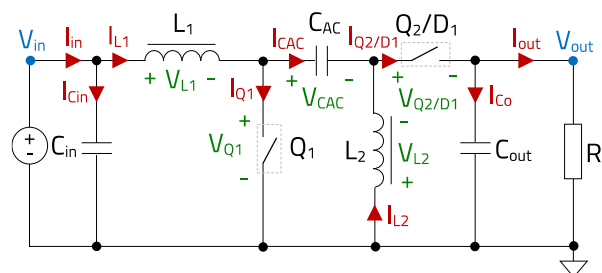 L1 CAC Q2/D1
Vin Iin IL1 ICAC IQ2/D1 Iout Vout
+ VL1 - + VCAC - + VQ2/D1 -
ICin IQ1 ICo
+ Cin VQ1 + Q1 L2 - VL2 + Cout R
- -
IL2